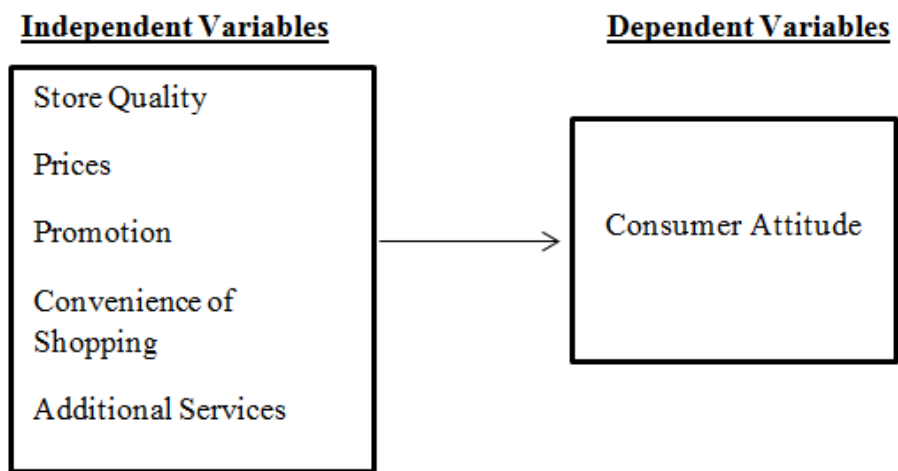 Independent Variables
Store Quality
Prices
Promotion
Convenience of
Shopping
Additional Services
Dependent Variables
Consumer Attitude